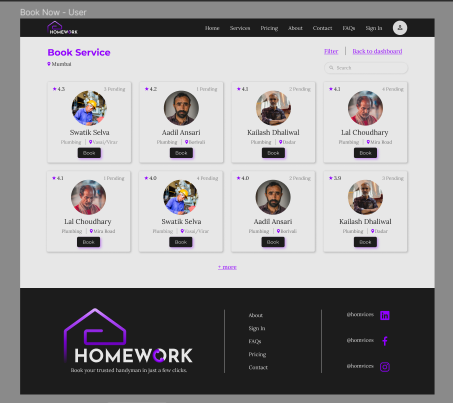 Book Now - User
HOMEWORK
Home Services Pricing About Contact FAQs Sign In
Book Service
Mumbai
Filter Back to dashboard
Search
4.3 3 Pending
Swatik Selva
Plumbing Vasai/Virar
Book
4.2 1 Pending
Aadil Ansari
Plumbing Borivali
Book
4.1 2 Pending
Kailash Dhaliwal
Plumbing Dadar
Book
4.1 4 Pending
Lal Choudhary
Plumbing Mira Road
Book
4.1 1 Pending
Lal Choudhary
Plumbing Mira Road
Book
4.0 4 Pending
Swatik Selva
Plumbing Vasai/Virar
Book
4.0 2 Pending
Aadil Ansari
Plumbing Borivali
Book
3.9 3 Pending
Kailash Dhaliwal
Plumbing Dadar
Book
+ more
HOMEWORK
Book your trusted handyman in just a few clicks.
About
Sign In
FAQs
Pricing
Contact
@homvices
@homvices
@homvices